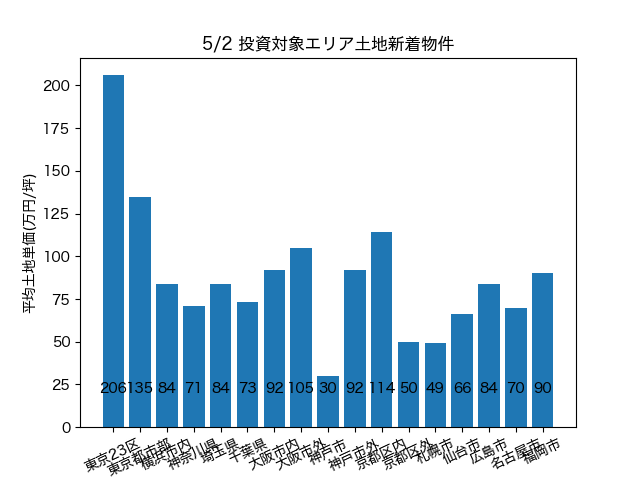 5/2 投資対象エリア土地新着物件
平均土地単価(万円/坪)
200
175
150
125
100
75
50
25
0
206 135 84 71 84 73 92 105 30 92 114 50 49 66 84 70 90
東京23区
東京都市部
横浜市内
神奈川県
埼玉県
千葉県
大阪市内
大阪市外
神戸市
神戸市外
京都区内
京都区外
札幌市
仙台市
広島市
名古屋市
福岡市